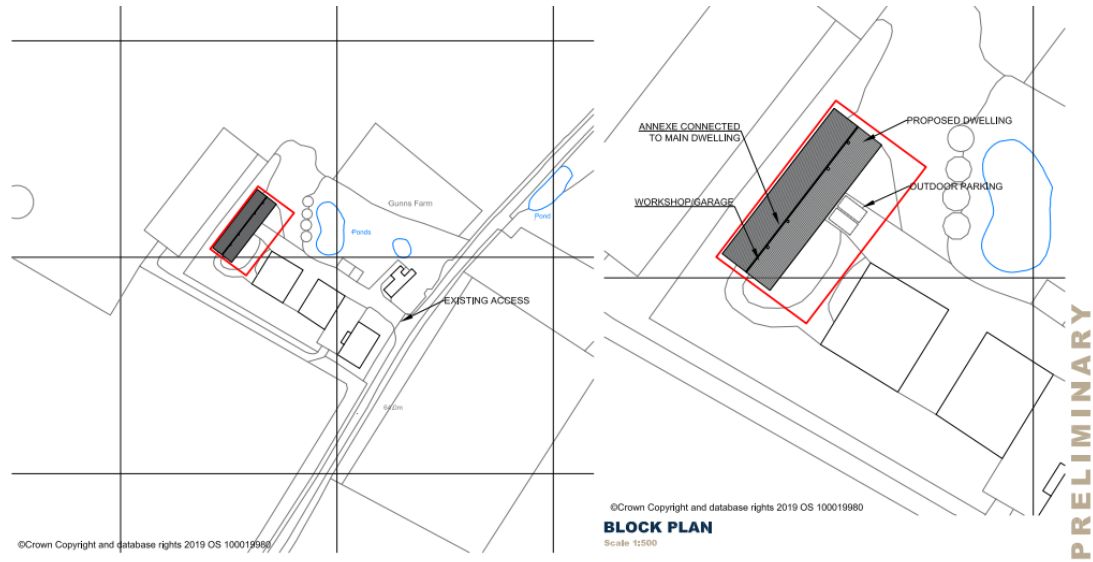 Gunns Farm
Pond
Ponds
EXISTING ACCESS
©Crown Copyright and database rights 2019 OS 100019980
ANNEXE CONNECTED
TO MAIN DWELLING
PROPOSED DWELLING
OUTDOOR PARKING
WORKSHOP/GARAGE
©Crown Copyright and database rights 2019 OS 100019980
BLOCK PLAN
Scale 1:500
PRELIMINARY